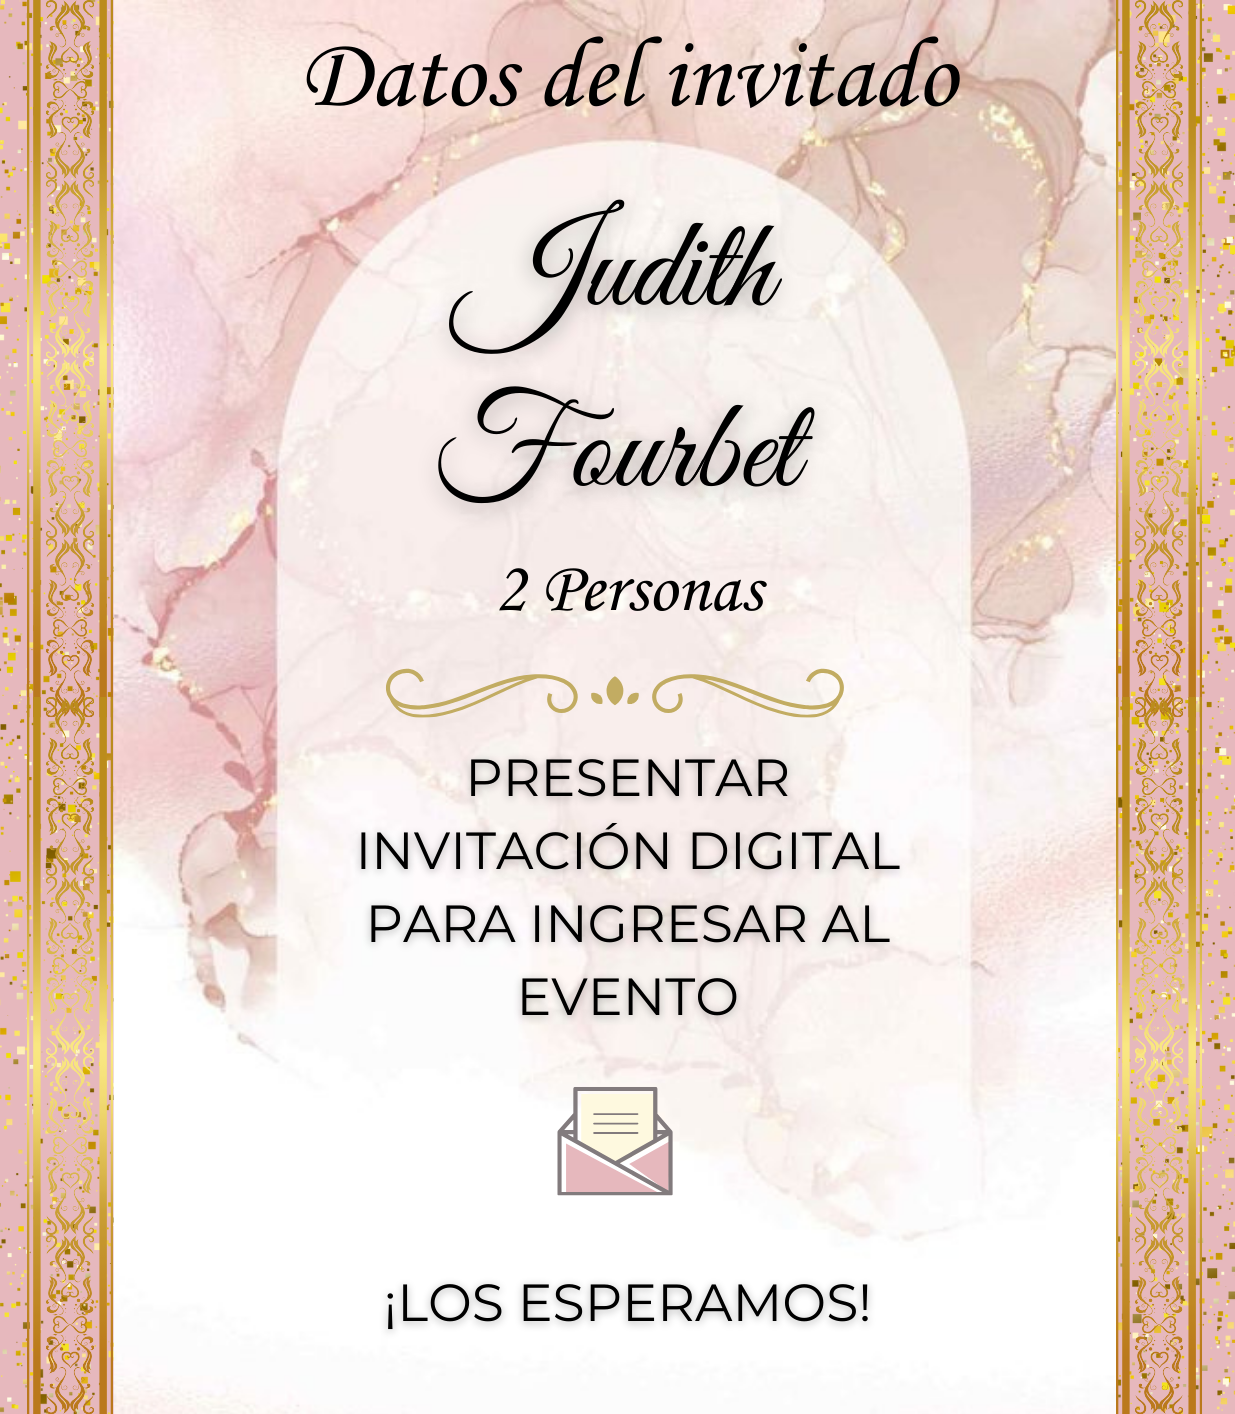 Datos del invitado
Judith
Fourbet
2 Personas
PRESENTAR
INVITACIÓN DIGITAL
PARA INGRESAR AL
EVENTO
¡LOS ESPERAMOS!